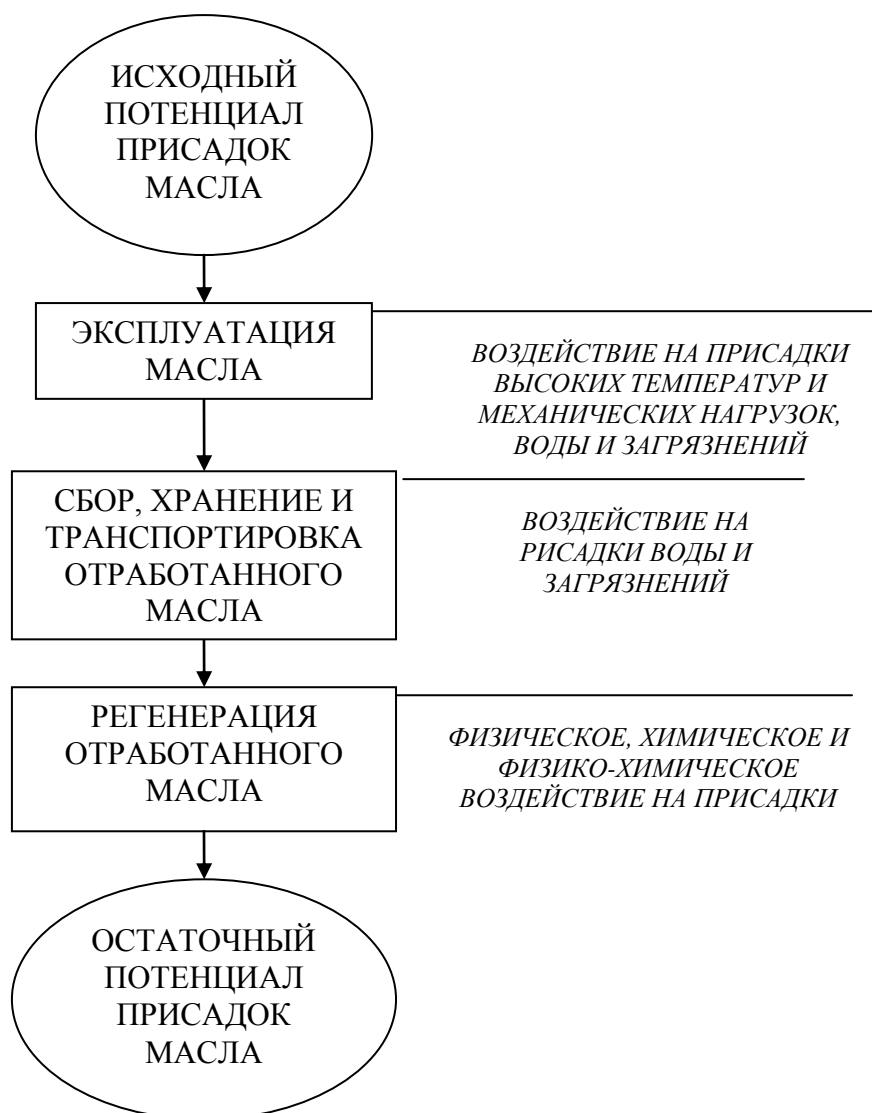 ИСХОДНЫЙ
ПОТЕНЦИАЛ
ПРИСАДОК
МАСЛА
ЭКСПЛУАТАЦИЯ
МАСЛА
ВОЗДЕЙСТВИЕ НА ПРИСАДКИ
ВЫСОКИХ ТЕМПЕРАТУР И
МЕХАНИЧЕСКИХ НАГРУЗОК,
ВОДЫ И ЗАГРЯЗНЕНИЙ
СБОР, ХРАНЕНИЕ И
ТРАНСПОРТИРОВКА
ОТРАБОТАННОГО
МАСЛА
ВОЗДЕЙСТВИЕ НА
РИСАДКИ ВОДЫ И
ЗАГРЯЗНЕНИЙ
РЕГЕНЕРАЦИЯ
ОТРАБОТАННОГО
МАСЛА
ФИЗИЧЕСКОЕ, ХИМИЧЕСКОЕ И
ФИЗИКО-ХИМИЧЕСКОЕ
ВОЗДЕЙСТВИЕ НА ПРИСАДКИ
ОСТАТОЧНЫЙ
ПОТЕНЦИАЛ
ПРИСАДОК
МАСЛА